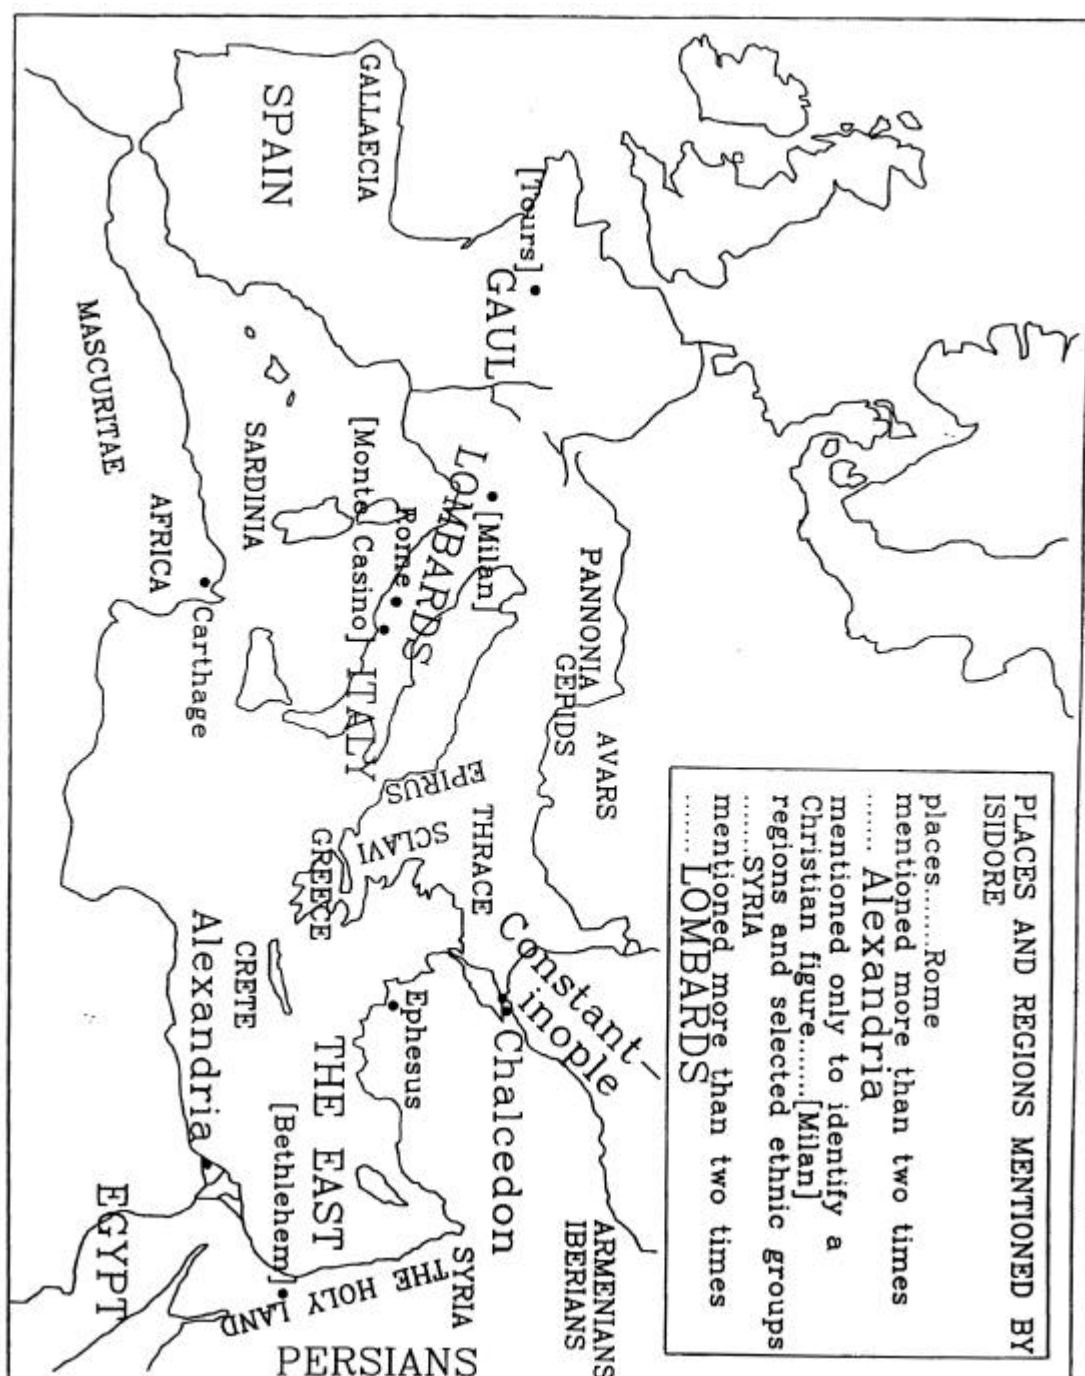 PLACES AND REGIONS MENTIONED BY
ISIDORE
places.......Rome
mentioned more than two times
....... Alexandria
mentioned only to identify a
Christian figure.......[Milan]
regions and selected ethnic groups
.......SYRIA
mentioned more than two times
....... LOMBARDS
[Tours]
GAUL
GALLAECIA
SPAIN
PANNONIA
GEPIDS
AVARS
[Milan]
LOMBARDS
Rome
[Monte Casino]
ITALY
SARDINIA
MASCURITAE
AFRICA
Carthage
EPIRUS
SCLAVI
THRACE
GREECE
Constant-
inople
Chalcedon
Ephesus
CRETE
Alexandria
THE EAST
[Bethlehem]
EGYPT
ARMENIANS
IBERIANS
SYRIA
THE HOLY LAND
PERSIANS